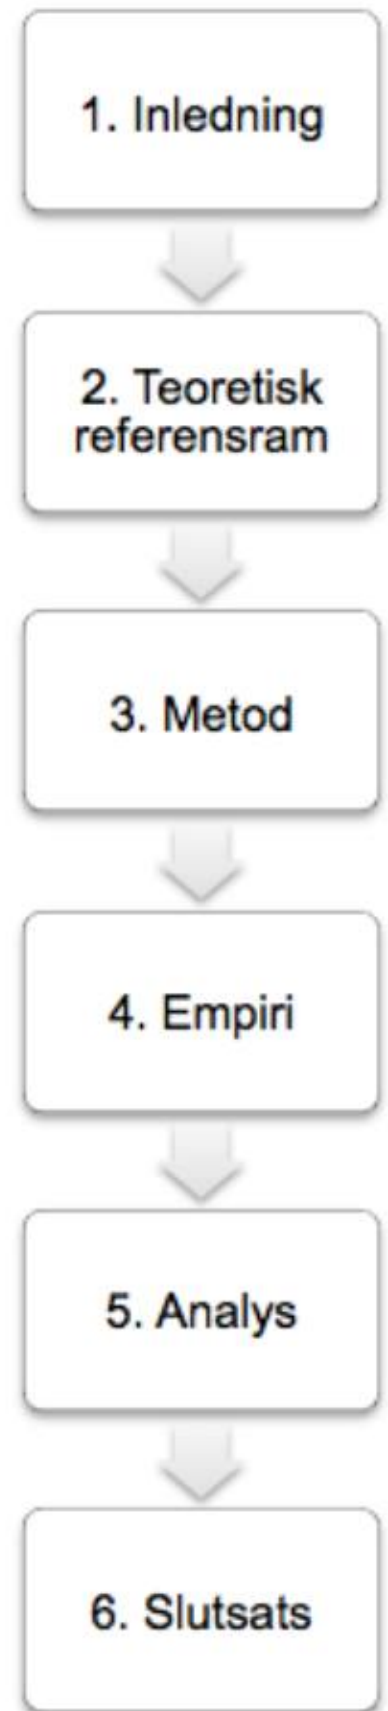 1. Inledning
2. Teoretisk
referensram
3. Metod
4. Empiri
5. Analys
6. Slutsats